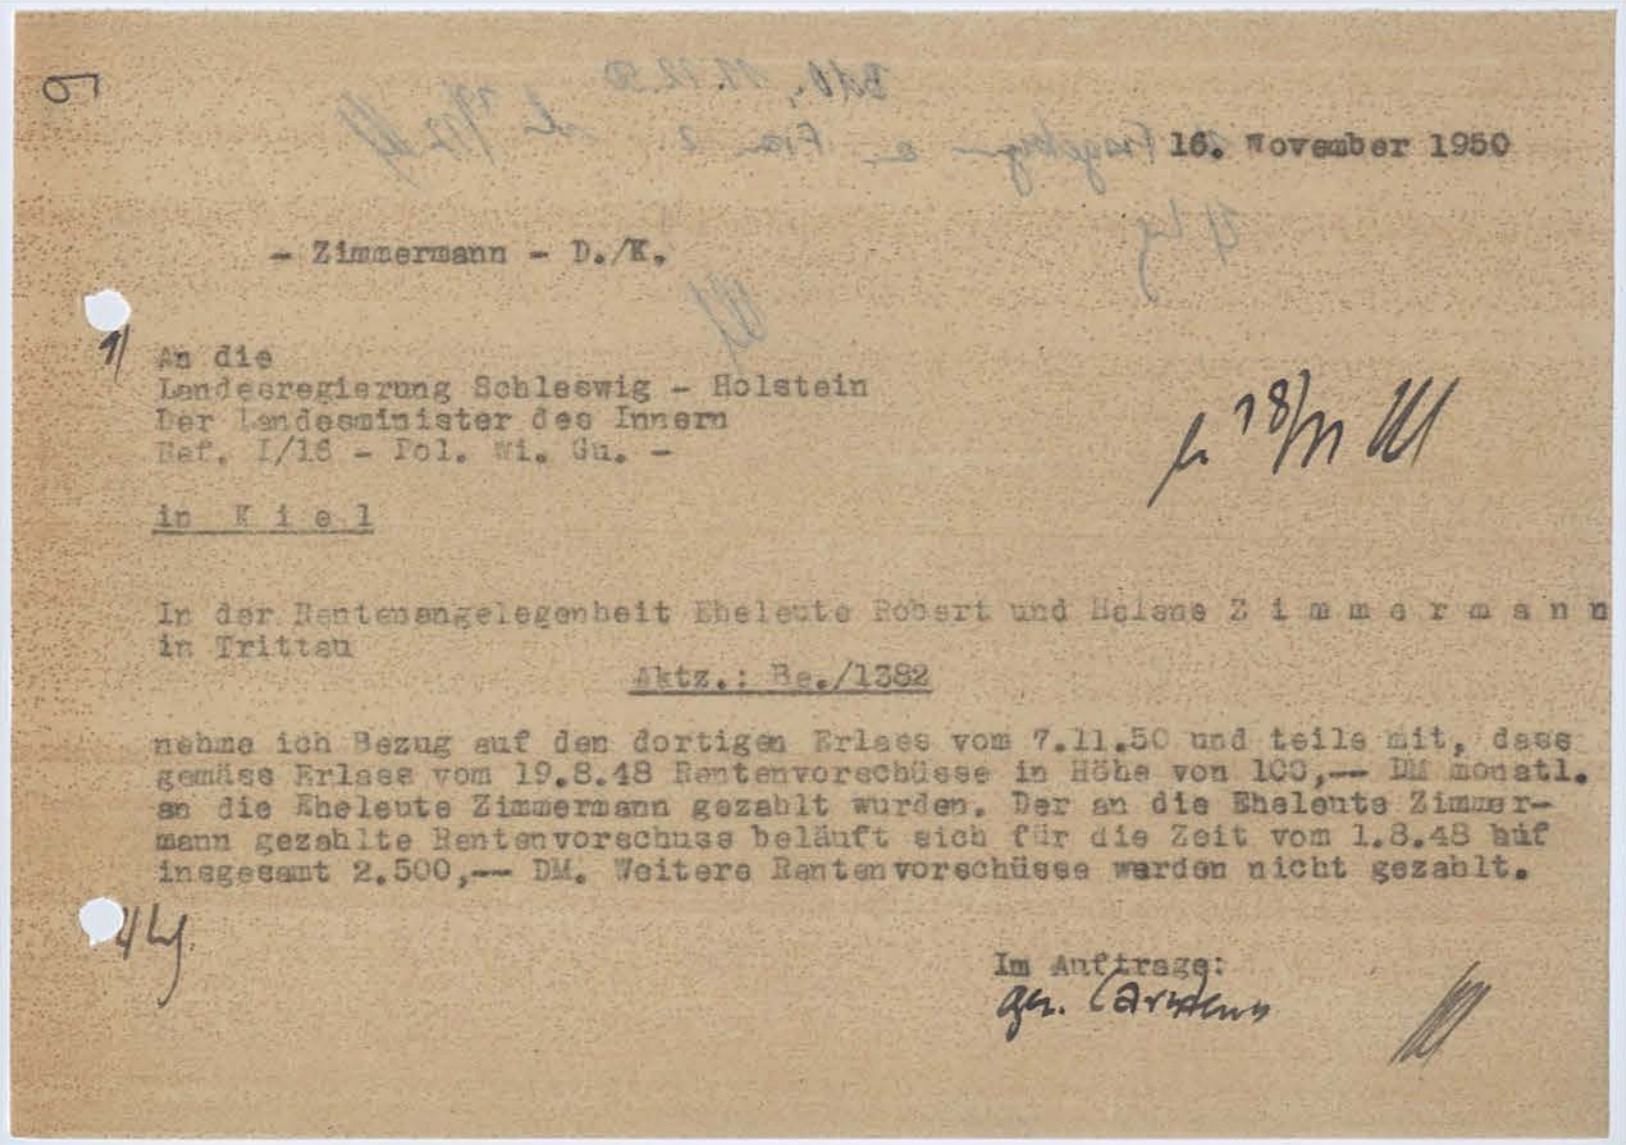 16. November 1950
- Zimmermann - D./K.
1/
An die
Landesregierung Schleswig - Holstein
Der Landesminister des Innern
Ref. I/16 - Pol. Wi. Gu. -
in K i e l
18/11
In der Rentenangelegenheit Eheleute Robert und Helene Z i m m e r m a n n
in Trittau
Aktz.: Be./1382
nehme ich Bezug auf den dortigen Erlass vom 7.11.50 und teile mit, dass
gemäss Erlass vom 19.8.48 Rentenvorschüsse in Höhe von 100,-- DM monatl.
an die Eheleute Zimmermann gezahlt wurden. Der an die Eheleute Zimmer-
mann gezahlte Rentenvorschuss beläuft sich für die Zeit vom 1.8.48 auf
insgesamt 2.500,-- DM. Weitere Rentenvorschüsse werden nicht gezahlt.
Im Auftrage:
gez.